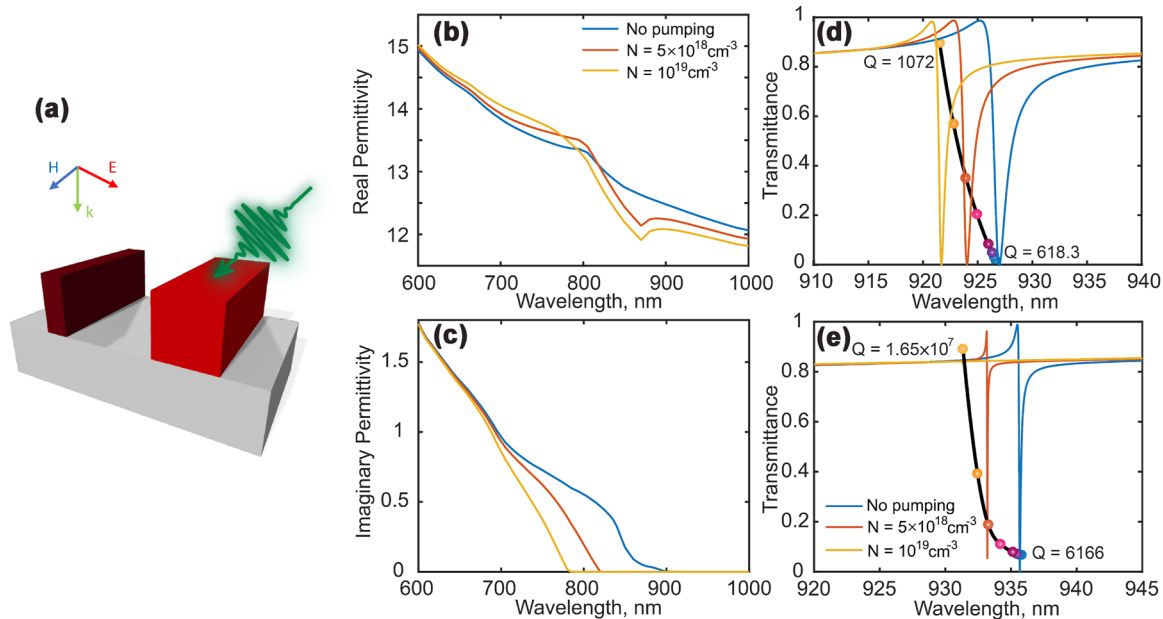 (a)
H
E
k
(b)
No pumping
N = 5×10¹⁸cm⁻³
N = 10¹⁹cm⁻³
Real Permittivity
15
14
13
12
600
700
800
900
1000
Wavelength, nm
(c)
Imaginary Permittivity
1.5
1
0.5
0
600
700
800
900
1000
Wavelength, nm
(d)
Q = 1072
Q = 618.3
Transmittance
1
0.8
0.6
0.4
0.2
0
910
915
920
925
930
935
940
Wavelength, nm
(e)
Q = 1.65×10⁷
Q = 6166
No pumping
N = 5×10¹⁸cm⁻³
N = 10¹⁹cm⁻³
Transmittance
1
0.8
0.6
0.4
0.2
0
920
925
930
935
940
945
Wavelength, nm